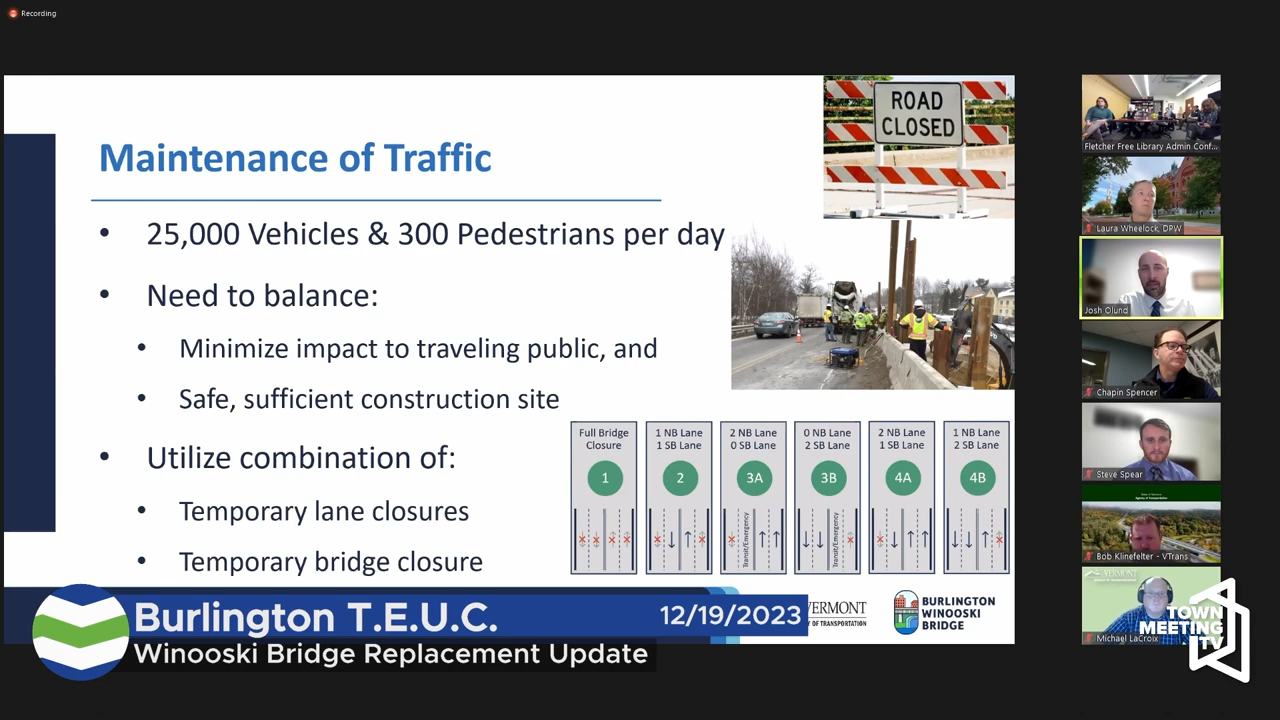 Recording
ROAD
CLOSED
Maintenance of Traffic
• 25,000 Vehicles & 300 Pedestrians per day
• Need to balance:
• Minimize impact to traveling public, and
• Safe, sufficient construction site
• Utilize combination of:
• Temporary lane closures
• Temporary bridge closure
Full Bridge
Closure
1
1 NB Lane
1 SB Lane
2
2 NB Lane
0 SB Lane
3A
Transit/Emergency
0 NB Lane
2 SB Lane
3B
Transit/Emergency
2 NB Lane
1 SB Lane
4A
1 NB Lane
2 SB Lane
4B
Burlington T.E.U.C.
12/19/2023
Winooski Bridge Replacement Update
VERMONT
OF TRANSPORTATION
BURLINGTON
WINOOSKI
BRIDGE
Fletcher Free Library Admin Conf...
Laura Wheelock, DPW
Josh Olund
Chapin Spencer
Steve Spear
Bob Klinefelter - VTrans
VERMONT
Michael LaCroix
TOWN
MEETING
TV